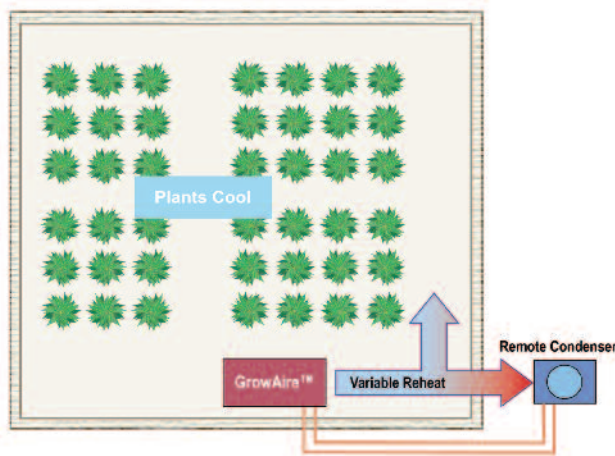 Plants Cool
Remote Condenser
GrowAire™
Variable Reheat